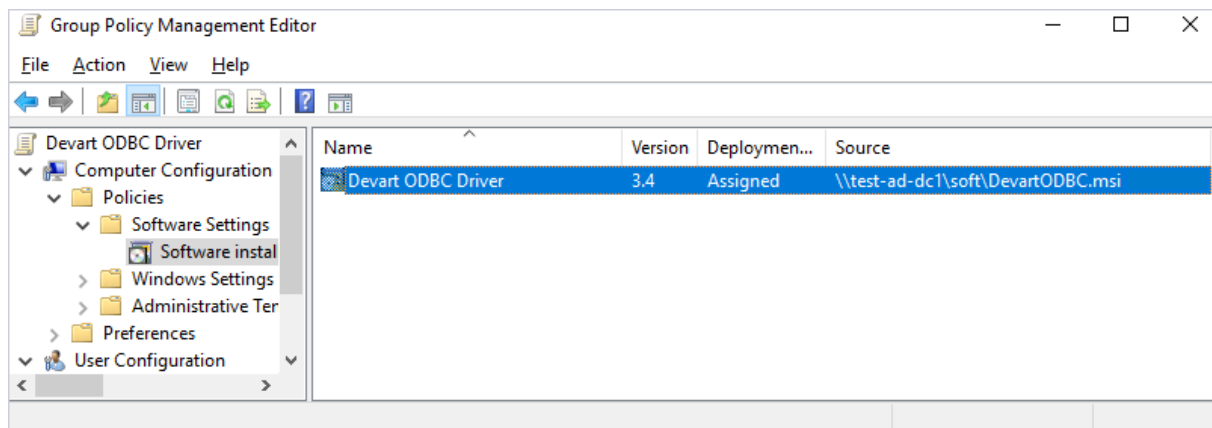 Group Policy Management Editor
File Action View Help
Devart ODBC Driver
Computer Configuration
Policies
Software Settings
Software instal
Windows Settings
Administrative Ter
Preferences
User Configuration
Name Version Deploymen... Source
Devart ODBC Driver 3.4 Assigned \\test-ad-dc1\soft\DevartODBC.msi